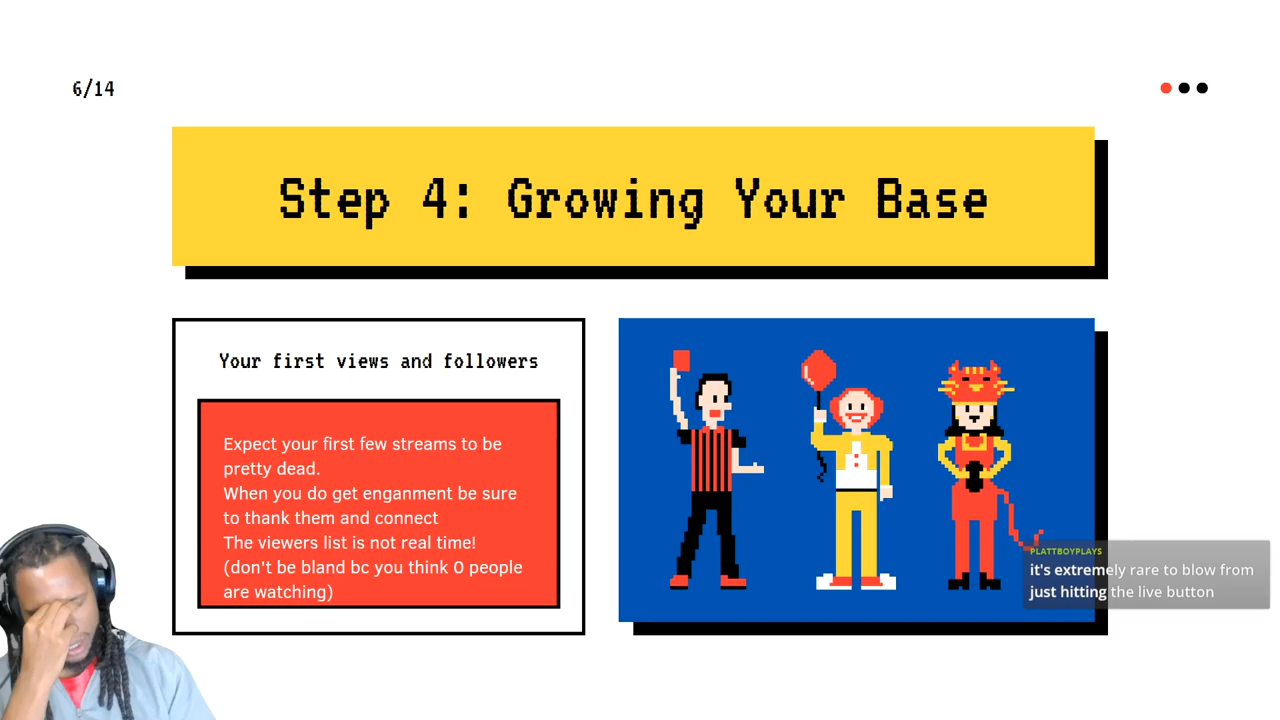 6/14
Step 4: Growing Your Base
Your first views and followers
Expect your first few streams to be
pretty dead.
When you do get enganment be sure
to thank them and connect
The viewers list is not real time!
(don't be bland bc you think 0 people
are watching)
PLATTBOYPLAYS
it's extremely rare to blow from
just hitting the live button